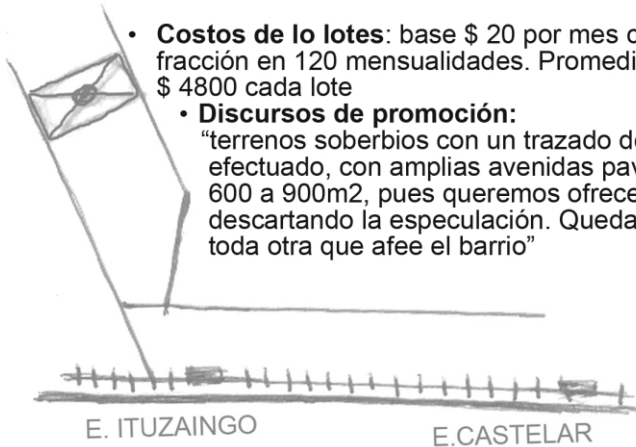 • Costos de lo lotes: base $ 20 por mes o
fracción en 120 mensualidades. Promedi
$ 4800 cada lote
• Discursos de promoción:
“terrenos soberbios con un trazado de
efectuado, con amplias avenidas pav
600 a 900m2, pues queremos ofrece
descartando la especulación. Queda
toda otra que afee el barrio”
E. ITUZAINGO
E.CASTELAR